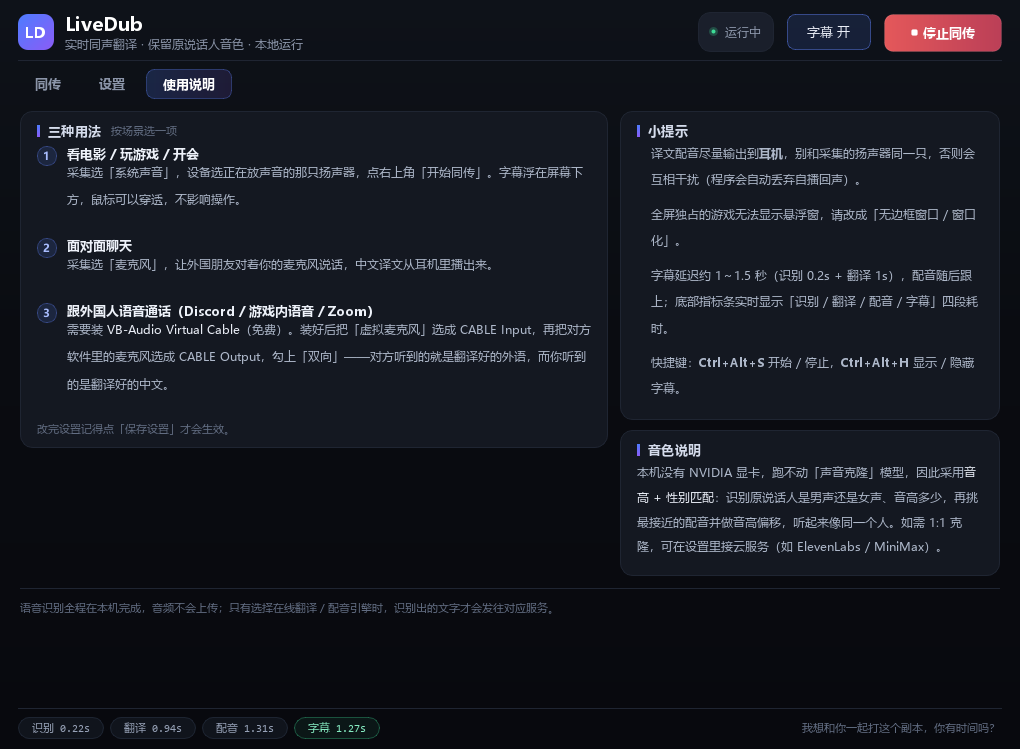 LD
LiveDub
实时同声翻译 · 保留原说话人音色 · 本地运行
运行中
字幕 开
停止同传
同传
设置
使用说明
三种用法 按场景选一项
1
看电影 / 玩游戏 / 开会
采集选「系统声音」，设备选正在放声音的那只扬声器，点右上角「开始同传」。字幕浮在屏幕下
方，鼠标可以穿透，不影响操作。
2
面对面聊天
采集选「麦克风」，让外国朋友对着你的麦克风说话，中文译文从耳机里播出来。
3
跟外国人语音通话（Discord / 游戏内语音 / Zoom）
需要装 VB-Audio Virtual Cable（免费）。装好后把「虚拟麦克风」选成 CABLE Input，再把对方
软件里的麦克风选成 CABLE Output，勾上「双向」——对方听到的就是翻译好的外语，而你听到
的是翻译好的中文。
改完设置记得点「保存设置」才会生效。
小提示
译文配音尽量输出到耳机，别和采集的扬声器同一只，否则会
互相干扰（程序会自动丢弃自播回声）。
全屏独占的游戏无法显示悬浮窗，请改成「无边框窗口 / 窗口
化」。
字幕延迟约 1~1.5 秒（识别 0.2s + 翻译 1s），配音随后跟
上；底部指标条实时显示「识别 / 翻译 / 配音 / 字幕」四段耗
时。
快捷键：Ctrl+Alt+S 开始 / 停止，Ctrl+Alt+H 显示 / 隐藏
字幕。
音色说明
本机没有 NVIDIA 显卡，跑不动「声音克隆」模型，因此采用音
高 + 性别匹配：识别原说话人是男声还是女声、音高多少，再挑
最接近的配音并做音高偏移，听起来像同一个人。如需 1:1 克
隆，可在设置里接云服务（如 ElevenLabs / MiniMax）。
语音识别全程在本机完成，音频不会上传；只有选择在线翻译 / 配音引擎时，识别出的文字才会发往对应服务。
识别 0.22s
翻译 0.94s
配音 1.31s
字幕 1.27s
我想和你一起打这个副本，你有时间吗?